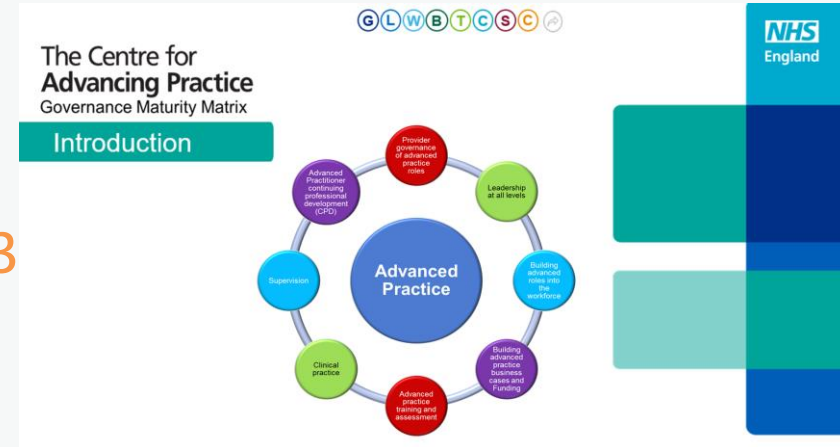 G L W B T C S C
NHS
England
The Centre for
Advancing Practice
Governance Maturity Matrix
Introduction
Provider
governance
of advanced
practice
roles
Leadership
at all levels
Building
advanced
roles into
the
workforce
Building
advanced
practice
business
cases and
Funding
Advanced
practice
training and
assessment
Clinical
practice
Supervision
Advanced
Practitioner
continuing
professional
development
(CPD)
Advanced
Practice
3